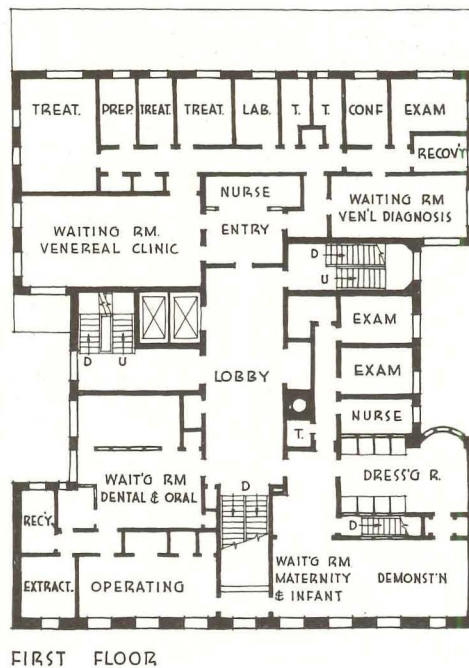 TREAT.
PREP.
TREAT.
TREAT.
LAB.
T.
T.
CONF
EXAM
RECOV'Y
NURSE
WAITING RM
VEN'L DIAGNOSIS
WAITING RM.
VENEREAL CLINIC
ENTRY
D
U
D U
EXAM
LOBBY
EXAM
NURSE
T.
WAIT'G RM
DENTAL & ORAL
D
DRESS'G R.
REC'Y
D
WAIT'G RM
MATERNITY
& INFANT
DEMONST'N
EXTRACT.
OPERATING
FIRST FLOOR